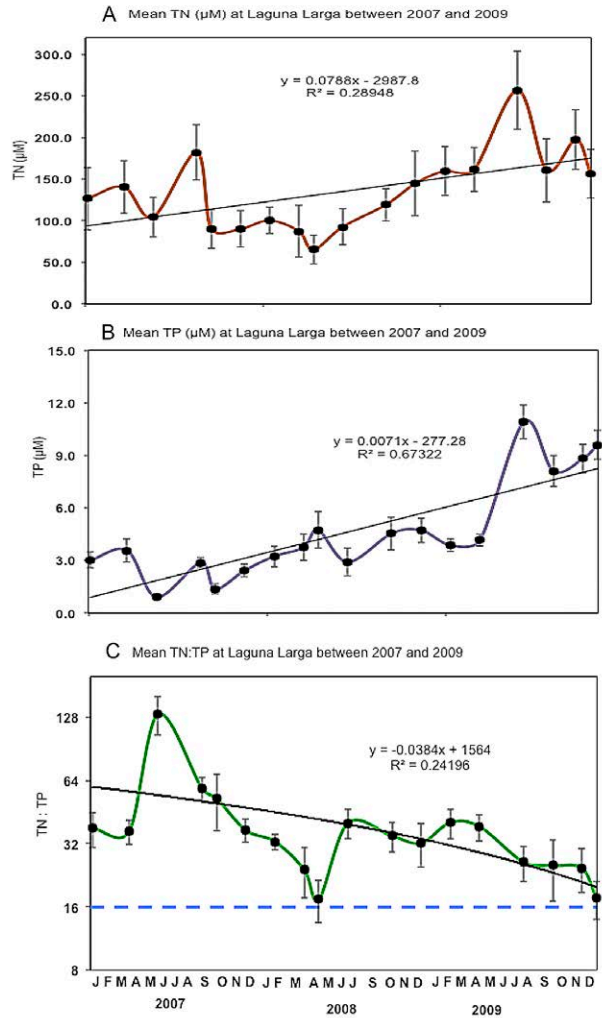 A Mean TN (µM) at Laguna Larga between 2007 and 2009
300.0
250.0
200.0
150.0
100.0
50.0
0.0
TN (µM)
y = 0.0788x - 2987.8
R² = 0.28948
B Mean TP (µM) at Laguna Larga between 2007 and 2009
15.0
12.0
9.0
6.0
3.0
0.0
TP (µM)
y = 0.0071x - 277.28
R² = 0.67322
C Mean TN:TP at Laguna Larga between 2007 and 2009
128
64
32
16
8
TN : TP
y = -0.0384x + 1564
R² = 0.24196
J F M A M J J A S O N D J F M A M J J A S O N D J F M A M J J A S O N D
2007 2008 2009